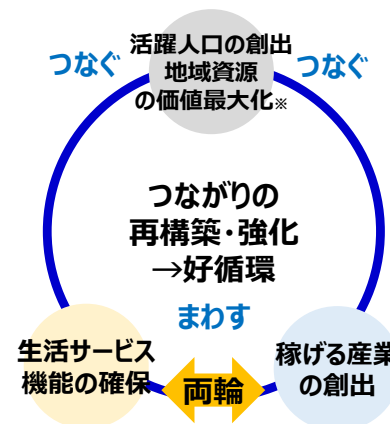 活躍人口の創出
地域資源
の価値最大化※
つなぐ
つなぐ
つながりの
再構築・強化
→好循環
まわす
生活サービス
機能の確保
両輪
稼げる産業
の創出